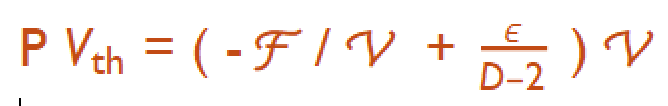 P V_th = ( - ℱ / 𝒱 + ϵ/(D−2) ) 𝒱